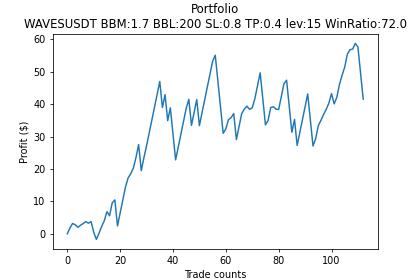 Portfolio
WAVESUSDT BBM:1.7 BBL:200 SL:0.8 TP:0.4 lev:15 WinRatio:72.0
60
50
40
30
20
10
0
Profit ($)
0 20 40 60 80 100
Trade counts